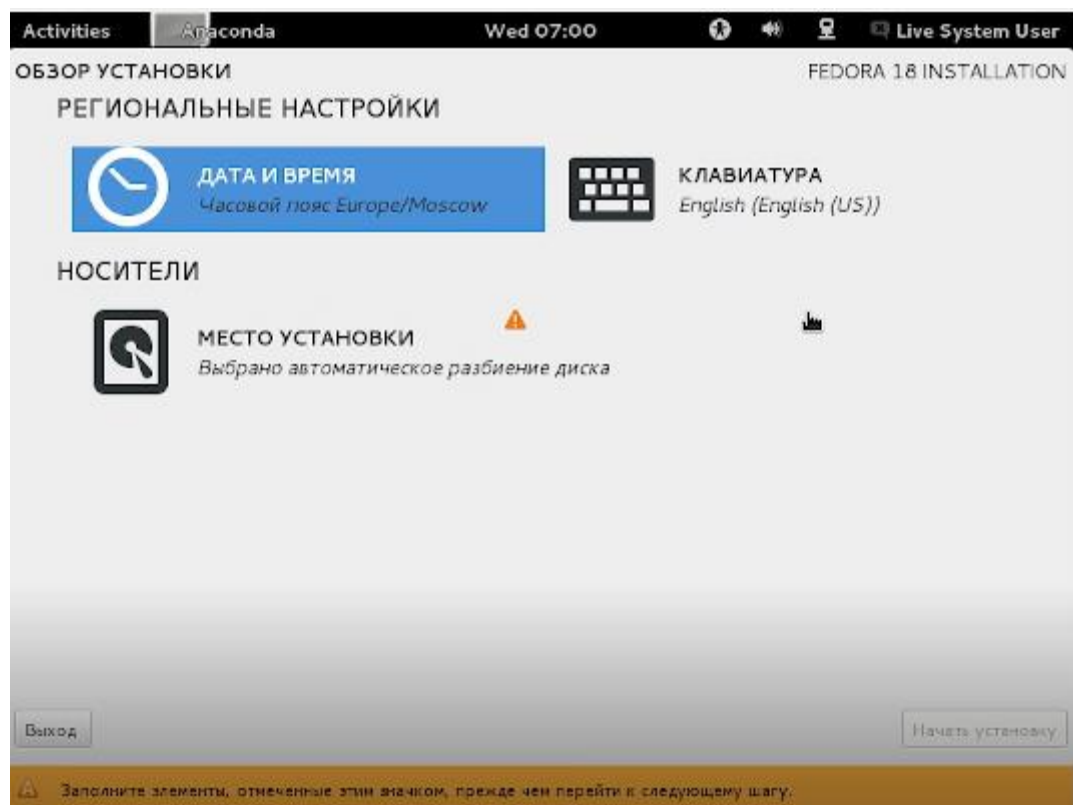 Activities Anaconda Wed 07:00 Live System User
ОБЗОР УСТАНОВКИ FEDORA 18 INSTALLATION
РЕГИОНАЛЬНЫЕ НАСТРОЙКИ
ДАТА И ВРЕМЯ
Часовой пояс Europe/Moscow
КЛАВИАТУРА
English (English (US))
НОСИТЕЛИ
МЕСТО УСТАНОВКИ
Выбрано автоматическое разбиение диска
Выход Начать установку
Заполните элементы, отмеченные этим значком, прежде чем перейти к следующему шагу.